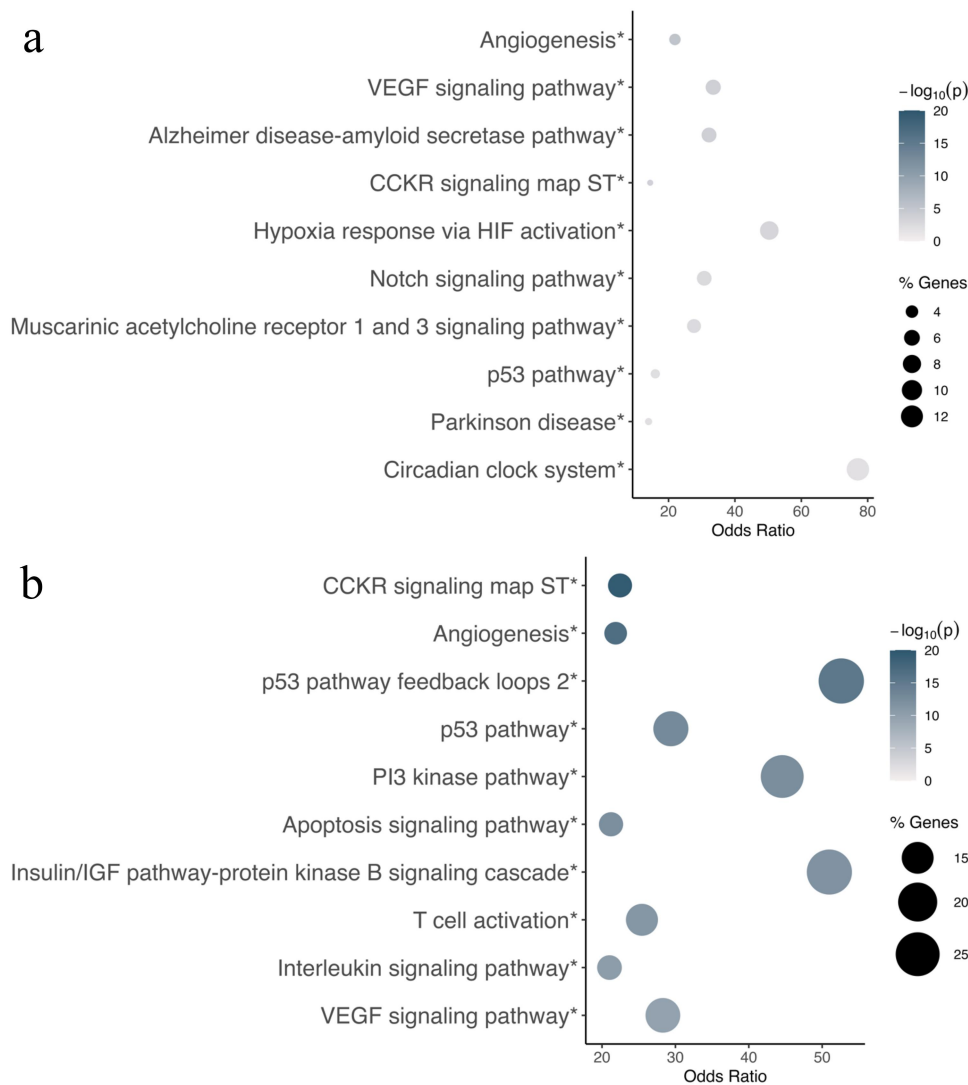 a
Angiogenesis*
VEGF signaling pathway*
Alzheimer disease-amyloid secretase pathway*
CCKR signaling map ST*
Hypoxia response via HIF activation*
Notch signaling pathway*
Muscarinic acetylcholine receptor 1 and 3 signaling pathway*
p53 pathway*
Parkinson disease*
Circadian clock system*
20 40 60 80
Odds Ratio
−log₁₀(p)
20
15
10
5
0
% Genes
4
6
8
10
12
b
CCKR signaling map ST*
Angiogenesis*
p53 pathway feedback loops 2*
p53 pathway*
PI3 kinase pathway*
Apoptosis signaling pathway*
Insulin/IGF pathway-protein kinase B signaling cascade*
T cell activation*
Interleukin signaling pathway*
VEGF signaling pathway*
20 30 40 50
Odds Ratio
−log₁₀(p)
20
15
10
5
0
% Genes
15
20
25